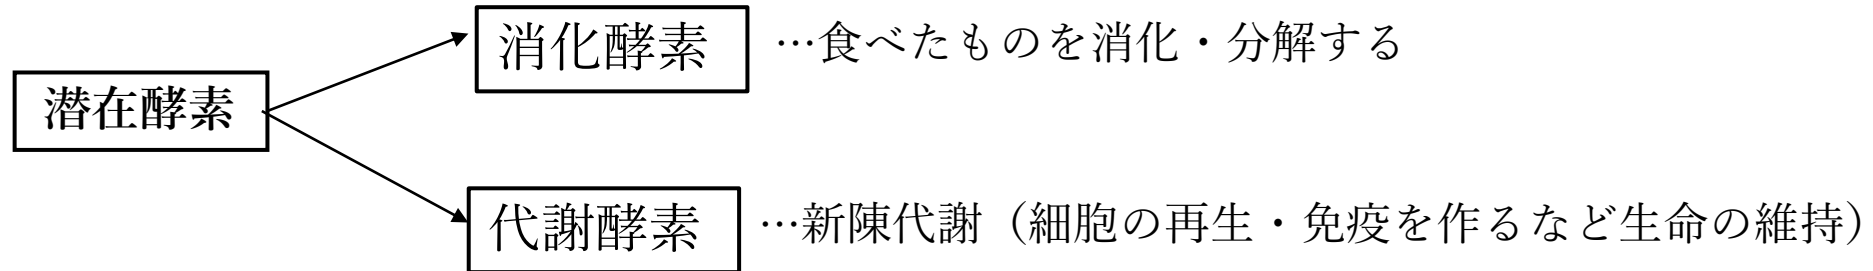 消化酵素 …食べたものを消化・分解する
潜在酵素
代謝酵素 …新陳代謝（細胞の再生・免疫を作るなど生命の維持）